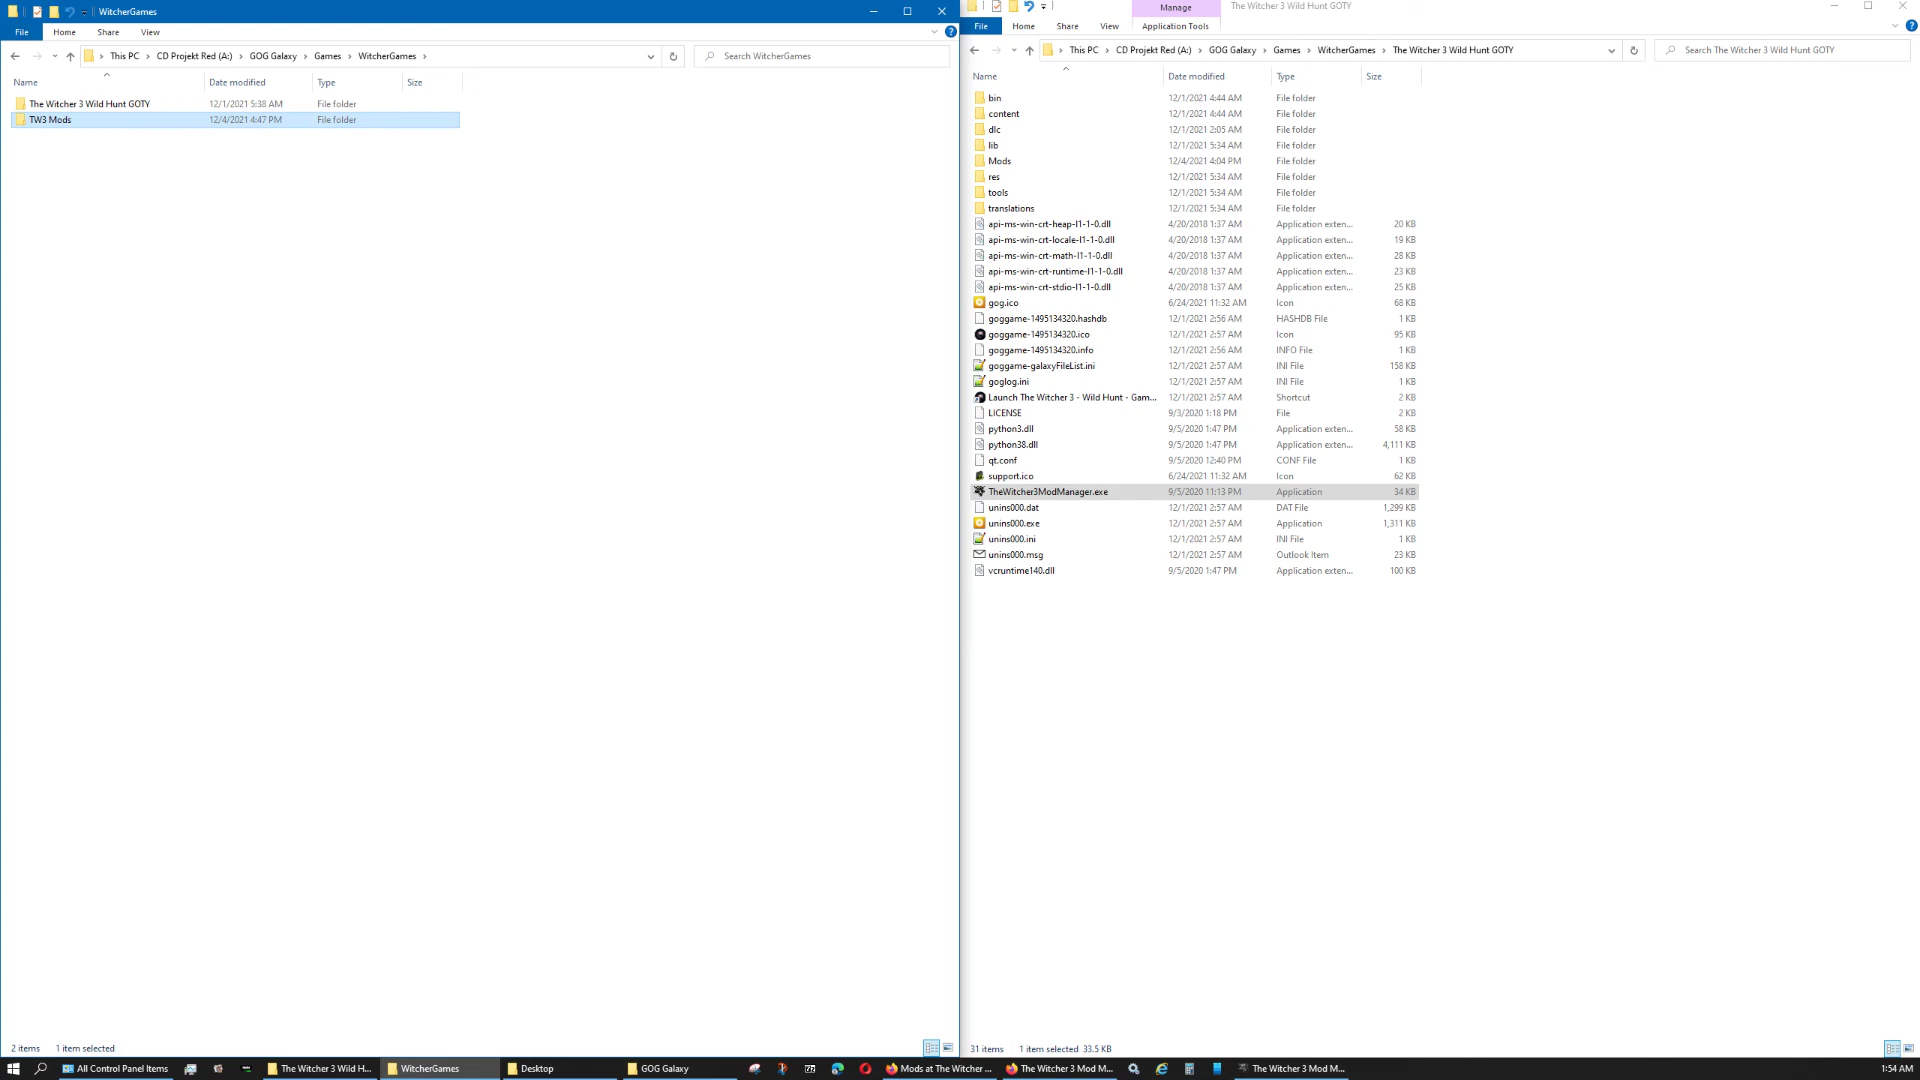 WitcherGames
File Home Share View
This PC > CD Projekt Red (A:) > GOG Galaxy > Games > WitcherGames >
Search WitcherGames
Name Date modified Type Size
The Witcher 3 Wild Hunt GOTY 12/1/2021 5:38 AM File folder
TW3 Mods 12/4/2021 4:47 PM File folder
2 items 1 item selected
Manage The Witcher 3 Wild Hunt GOTY
File Home Share View Application Tools
This PC > CD Projekt Red (A:) > GOG Galaxy > Games > WitcherGames > The Witcher 3 Wild Hunt GOTY
Search The Witcher 3 Wild Hunt GOTY
Name Date modified Type Size
bin 12/1/2021 4:44 AM File folder
content 12/1/2021 4:44 AM File folder
dlc 12/1/2021 2:05 AM File folder
lib 12/1/2021 5:34 AM File folder
Mods 12/4/2021 4:04 PM File folder
res 12/1/2021 5:34 AM File folder
tools 12/1/2021 5:34 AM File folder
translations 12/1/2021 5:34 AM File folder
api-ms-win-crt-heap-l1-1-0.dll 4/20/2018 1:37 AM Application exten... 20 KB
api-ms-win-crt-locale-l1-1-0.dll 4/20/2018 1:37 AM Application exten... 19 KB
api-ms-win-crt-math-l1-1-0.dll 4/20/2018 1:37 AM Application exten... 28 KB
api-ms-win-crt-runtime-l1-1-0.dll 4/20/2018 1:37 AM Application exten... 23 KB
api-ms-win-crt-stdio-l1-1-0.dll 4/20/2018 1:37 AM Application exten... 25 KB
gog.ico 6/24/2021 11:32 AM Icon 68 KB
goggame-1495134320.hashdb 12/1/2021 2:56 AM HASHDB File 1 KB
goggame-1495134320.ico 12/1/2021 2:57 AM Icon 95 KB
goggame-1495134320.info 12/1/2021 2:56 AM INFO File 1 KB
goggame-galaxyFileList.ini 12/1/2021 2:57 AM INI File 158 KB
goglog.ini 12/1/2021 2:57 AM INI File 1 KB
Launch The Witcher 3 - Wild Hunt - Gam... 12/1/2021 2:57 AM Shortcut 2 KB
LICENSE 9/3/2020 1:18 PM File 2 KB
python3.dll 9/5/2020 1:47 PM Application exten... 58 KB
python38.dll 9/5/2020 1:47 PM Application exten... 4,111 KB
qt.conf 9/5/2020 12:40 PM CONF File 1 KB
support.ico 6/24/2021 11:32 AM Icon 62 KB
TheWitcher3ModManager.exe 9/5/2020 11:13 PM Application 34 KB
unins000.dat 12/1/2021 2:57 AM DAT File 1,299 KB
unins000.exe 12/1/2021 2:57 AM Application 1,311 KB
unins000.ini 12/1/2021 2:57 AM INI File 1 KB
unins000.msg 12/1/2021 2:57 AM Outlook Item 23 KB
vcruntime140.dll 9/5/2020 1:47 PM Application exten... 100 KB
31 items 1 item selected 33.5 KB
All Control Panel Items The Witcher 3 Wild H... WitcherGames Desktop GOG Galaxy Mods at The Witcher ... The Witcher 3 Mod M... The Witcher 3 Mod M... 1:54 AM